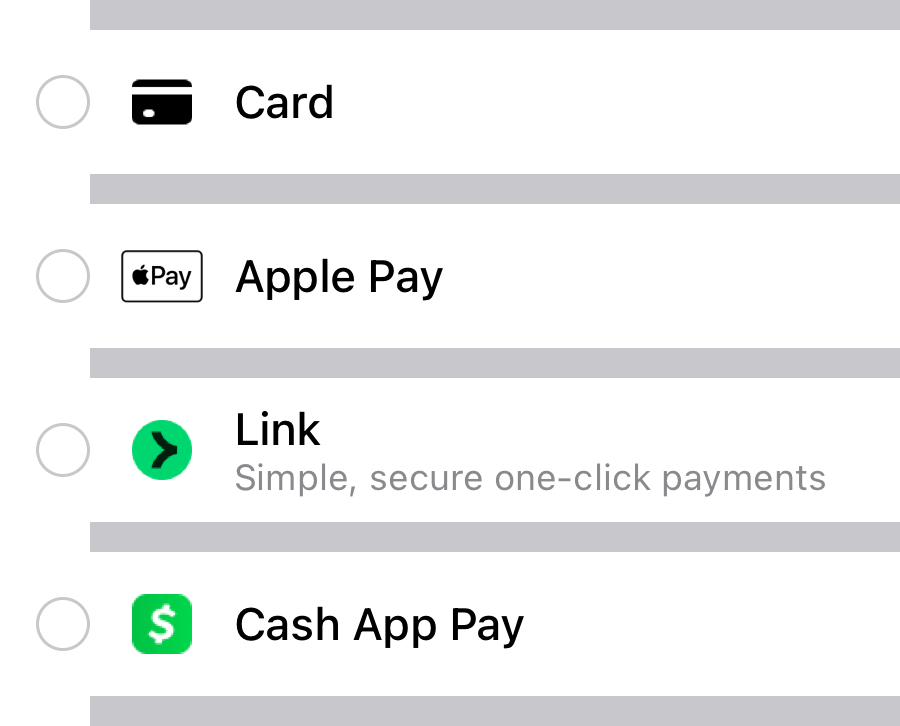 Card
Pay Apple Pay
Link
Simple, secure one-click payments
$ Cash App Pay